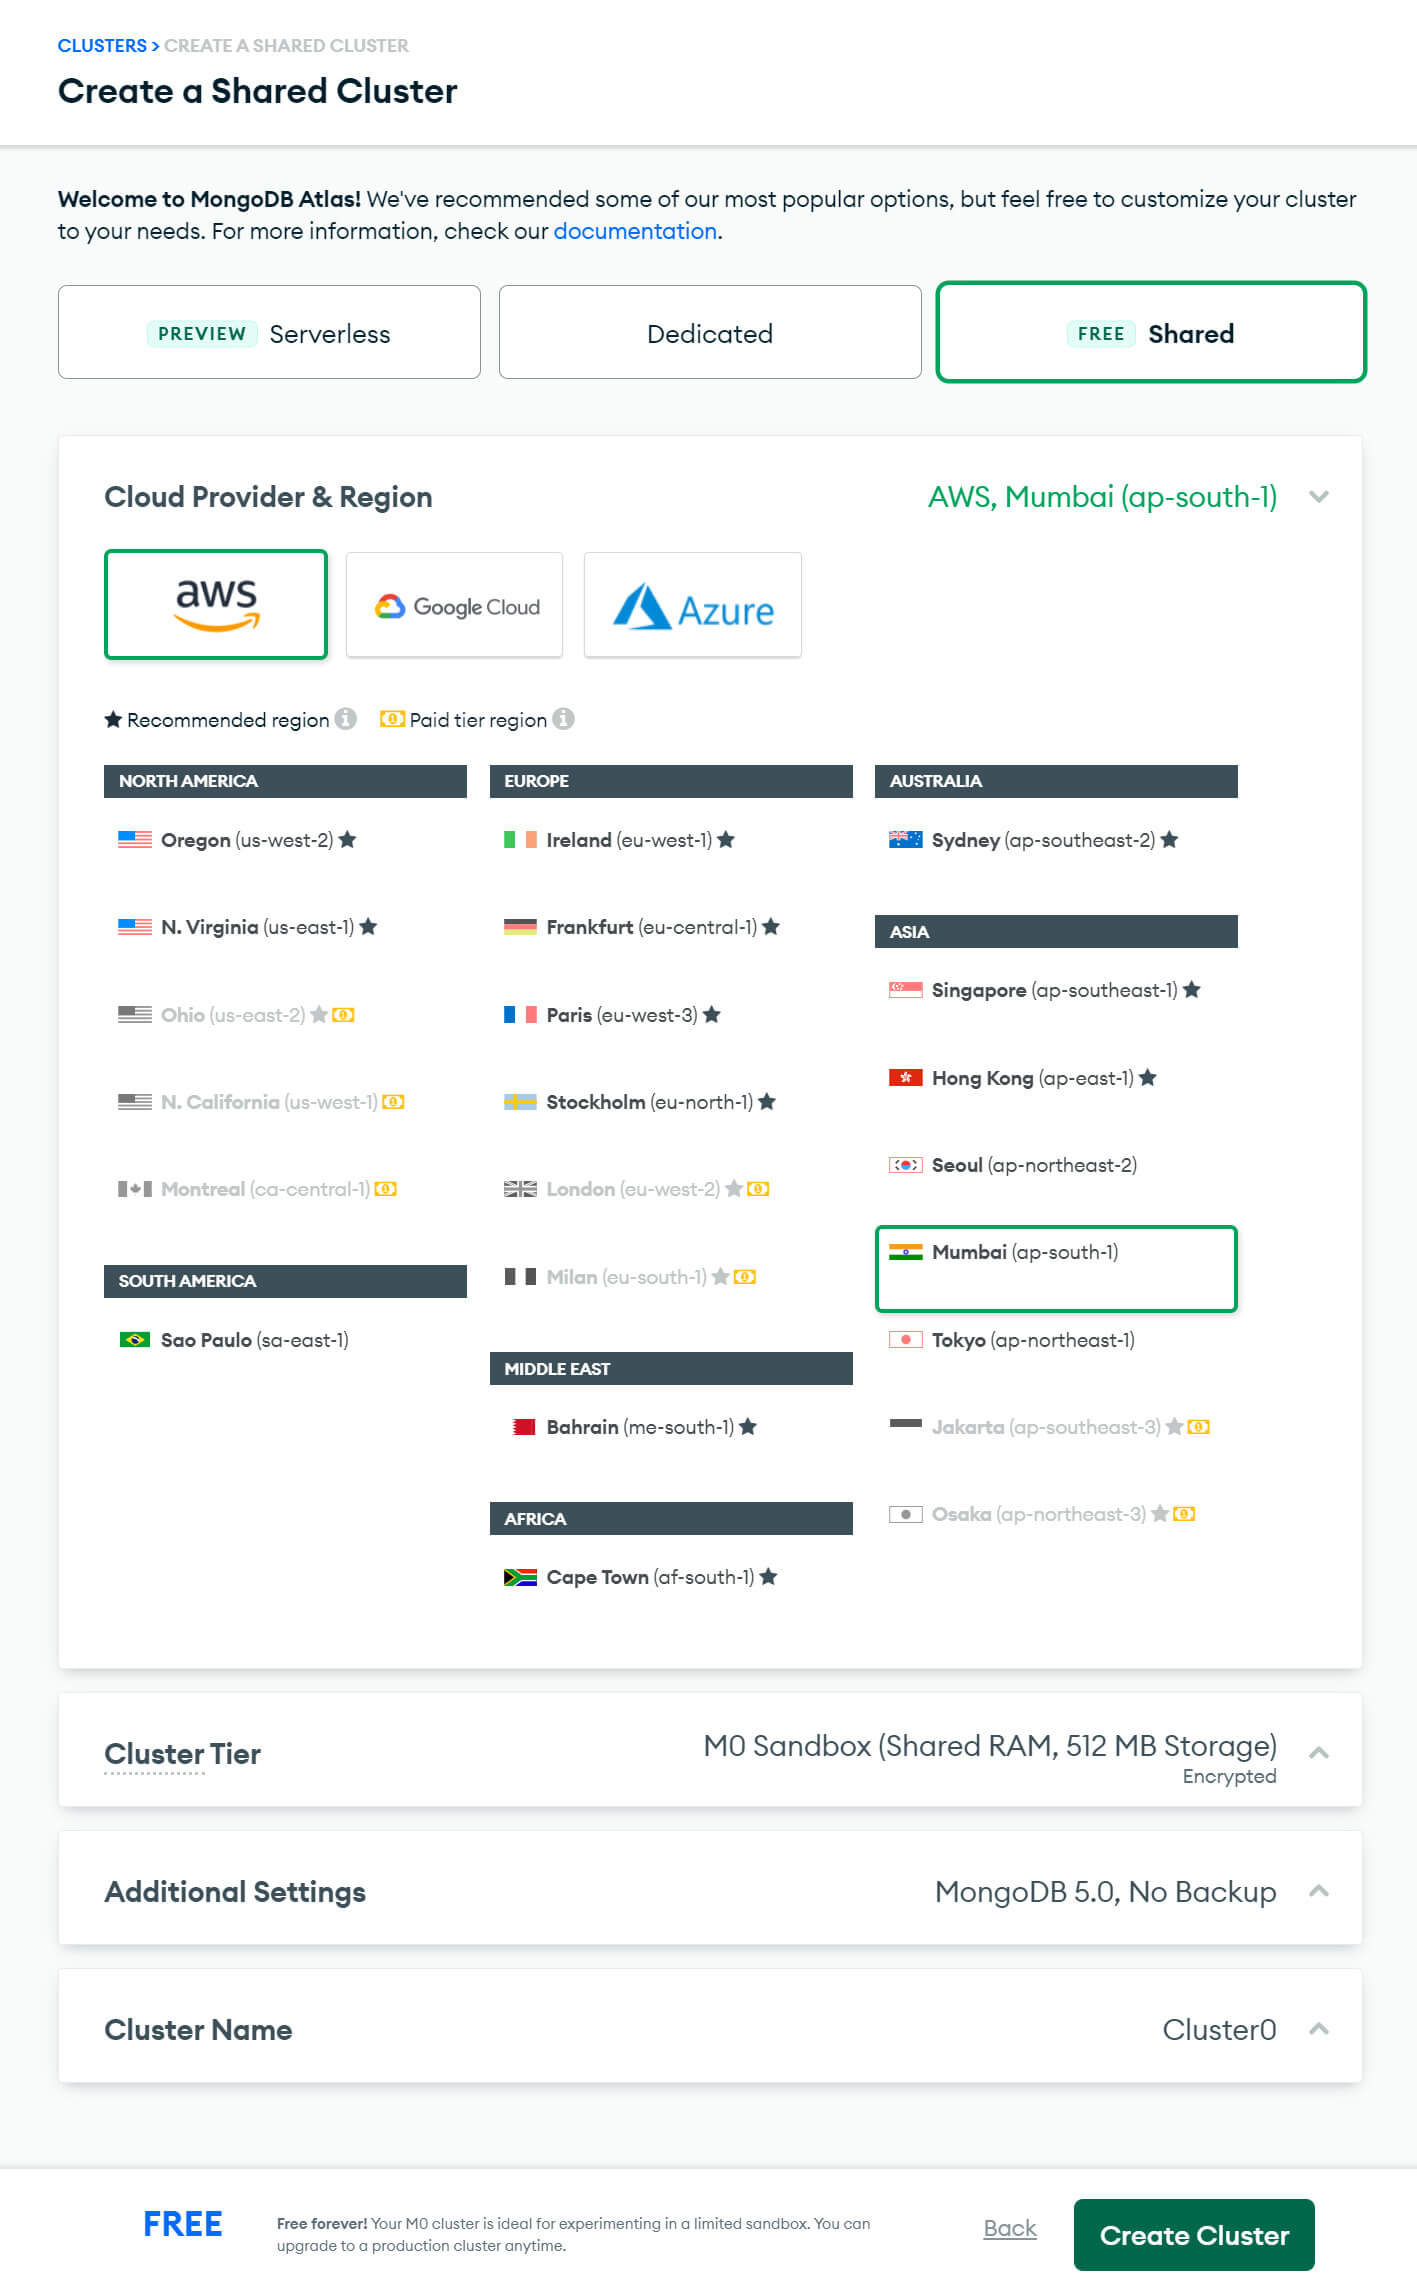 CLUSTERS > CREATE A SHARED CLUSTER
Create a Shared Cluster
Welcome to MongoDB Atlas! We've recommended some of our most popular options, but feel free to customize your cluster
to your needs. For more information, check our documentation.
PREVIEW Serverless
Dedicated
FREE Shared
Cloud Provider & Region
AWS, Mumbai (ap-south-1)
aws
Google Cloud
Azure
Recommended region
Paid tier region
NORTH AMERICA
Oregon (us-west-2)
N. Virginia (us-east-1)
Ohio (us-east-2)
N. California (us-west-1)
Montreal (ca-central-1)
SOUTH AMERICA
Sao Paulo (sa-east-1)
EUROPE
Ireland (eu-west-1)
Frankfurt (eu-central-1)
Paris (eu-west-3)
Stockholm (eu-north-1)
London (eu-west-2)
Milan (eu-south-1)
MIDDLE EAST
Bahrain (me-south-1)
AFRICA
Cape Town (af-south-1)
AUSTRALIA
Sydney (ap-southeast-2)
ASIA
Singapore (ap-southeast-1)
Hong Kong (ap-east-1)
Seoul (ap-northeast-2)
Mumbai (ap-south-1)
Tokyo (ap-northeast-1)
Jakarta (ap-southeast-3)
Osaka (ap-northeast-3)
Cluster Tier
M0 Sandbox (Shared RAM, 512 MB Storage)
Encrypted
Additional Settings
MongoDB 5.0, No Backup
Cluster Name
Cluster0
FREE
Free forever! Your M0 cluster is ideal for experimenting in a limited sandbox. You can
upgrade to a production cluster anytime.
Back
Create Cluster